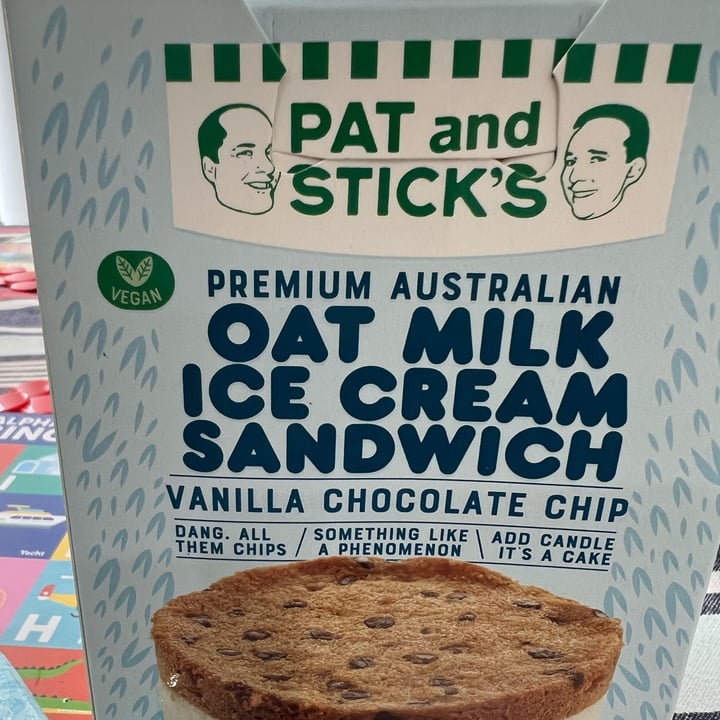 PAT and
STICK'S
VEGAN
PREMIUM AUSTRALIAN
OAT MILK
ICE CREAM
SANDWICH
VANILLA CHOCOLATE CHIP
DANG. ALL
THEM CHIPS
SOMETHING LIKE
A PHENOMENON
ADD CANDLE
IT'S A CAKE
Yacht
H